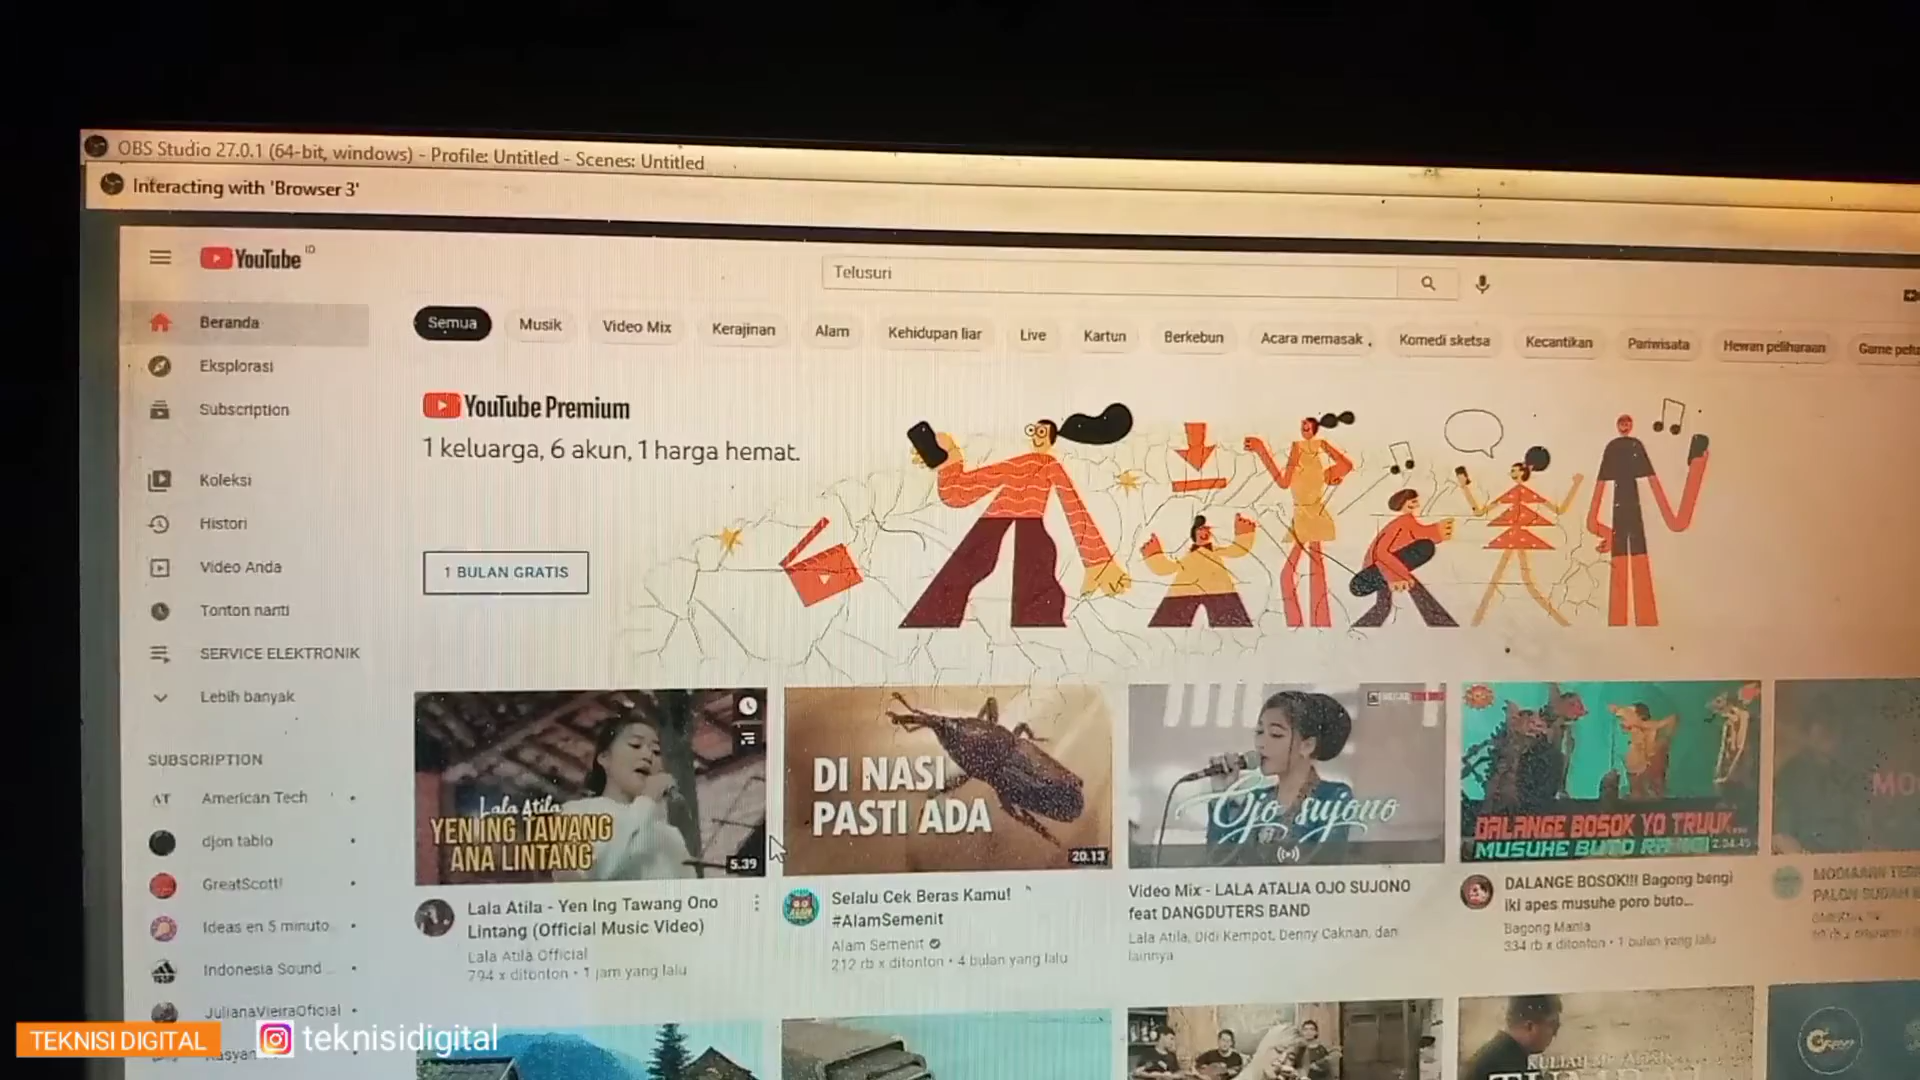 OBS Studio 27.0.1 (64-bit, windows) - Profile: Untitled - Scenes: Untitled
Interacting with 'Browser 3'
YouTube ID
Telusuri
Beranda
Eksplorasi
Subscription
Koleksi
Histori
Video Anda
Tonton nanti
SERVICE ELEKTRONIK
Lebih banyak
SUBSCRIPTION
American Tech
djon tablo
GreatScott!
Ideas en 5 minuto
Indonesia Sound
JulianaVieiraOficial
Semua Musik Video Mix Kerajinan Alam Kehidupan liar Live Kartun Berkebun Acara memasak Komedi sketsa Kecantikan Pariwisata Hewan peliharaan Game
YouTube Premium
1 keluarga, 6 akun, 1 harga hemat.
1 BULAN GRATIS
Lala Atila
YEN ING TAWANG
ANA LINTANG
5.39
Lala Atila - Yen Ing Tawang Ono
Lintang (Official Music Video)
Lala Atila Official
794 x ditonton • 1 jam yang lalu
DI NASI
PASTI ADA
20.13
Selalu Cek Beras Kamu!
#AlamSemenit
Alam Semenit
212 rb x ditonton • 4 bulan yang lalu
Ojo sujono
Video Mix - LALA ATALIA OJO SUJONO
feat DANGDUTERS BAND
Lala Atila, Didi Kempot, Denny Caknan, dan
lainnya
DALANGE BOSOK YO TRUUK...
MUSUHE BUTO
DALANGE BOSOK!!! Bagong bengi
iki apes musuhe poro buto...
Bagong Mania
334 rb x ditonton • 1 bulan yang lalu
TEKNISI DIGITAL
teknisidigital